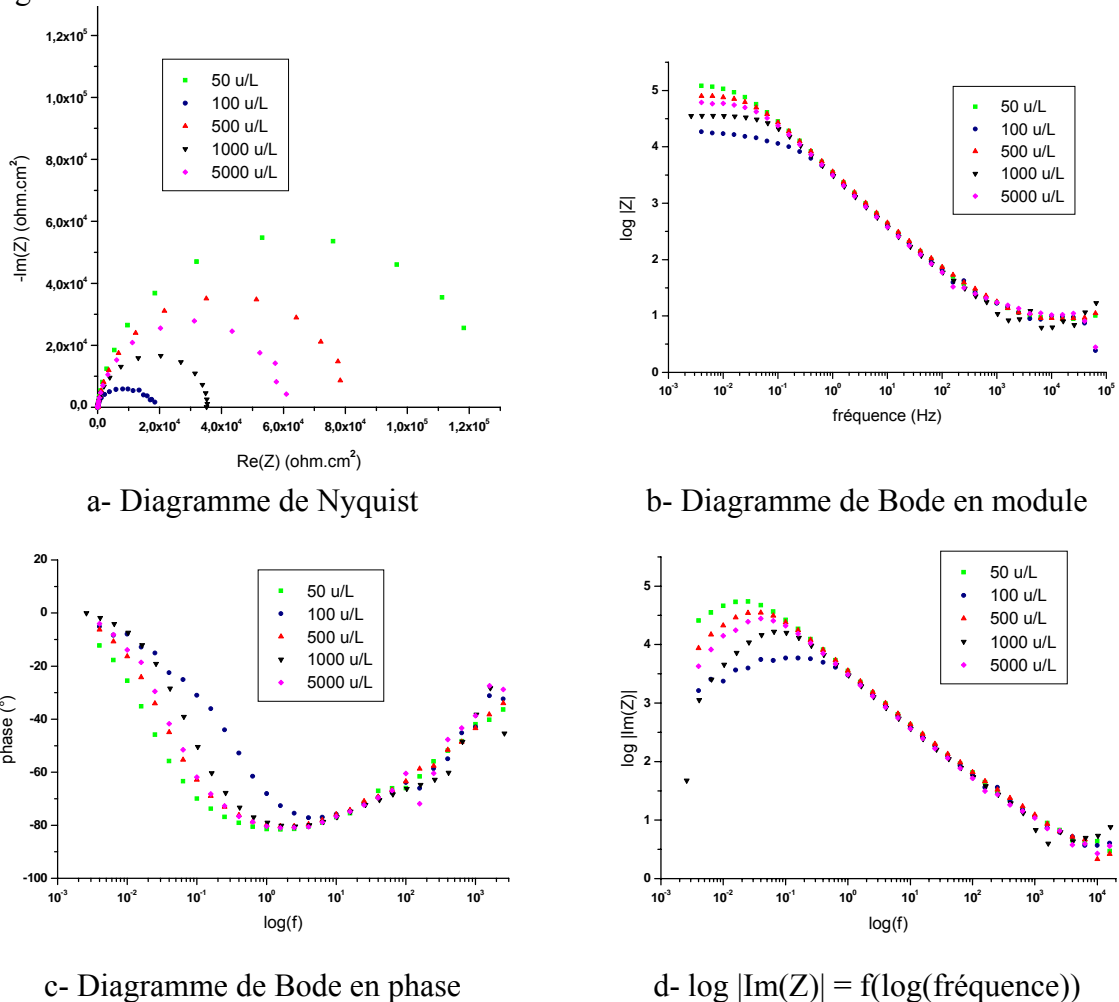 1,2x10⁵
1,0x10⁵
8,0x10⁴
6,0x10⁴
4,0x10⁴
2,0x10⁴
0,0
-Im(Z) (ohm.cm²)
50 u/L
100 u/L
500 u/L
1000 u/L
5000 u/L
0,0 2,0x10⁴ 4,0x10⁴ 6,0x10⁴ 8,0x10⁴ 1,0x10⁵ 1,2x10⁵
Re(Z) (ohm.cm²)
a- Diagramme de Nyquist
5
4
3
2
1
0
log |Z|
50 u/L
100 u/L
500 u/L
1000 u/L
5000 u/L
10⁻³ 10⁻² 10⁻¹ 10⁰ 10¹ 10² 10³ 10⁴ 10⁵
fréquence (Hz)
b- Diagramme de Bode en module
20
0
-20
-40
-60
-80
-100
phase (°)
50 u/L
100 u/L
500 u/L
1000 u/L
5000 u/L
10⁻³ 10⁻² 10⁻¹ 10⁰ 10¹ 10² 10³
log(f)
c- Diagramme de Bode en phase
5
4
3
2
1
0
log |Im(Z)|
50 u/L
100 u/L
500 u/L
1000 u/L
5000 u/L
10⁻³ 10⁻² 10⁻¹ 10⁰ 10¹ 10² 10³ 10⁴
log(f)
d- log |Im(Z)| = f(log(fréquence))